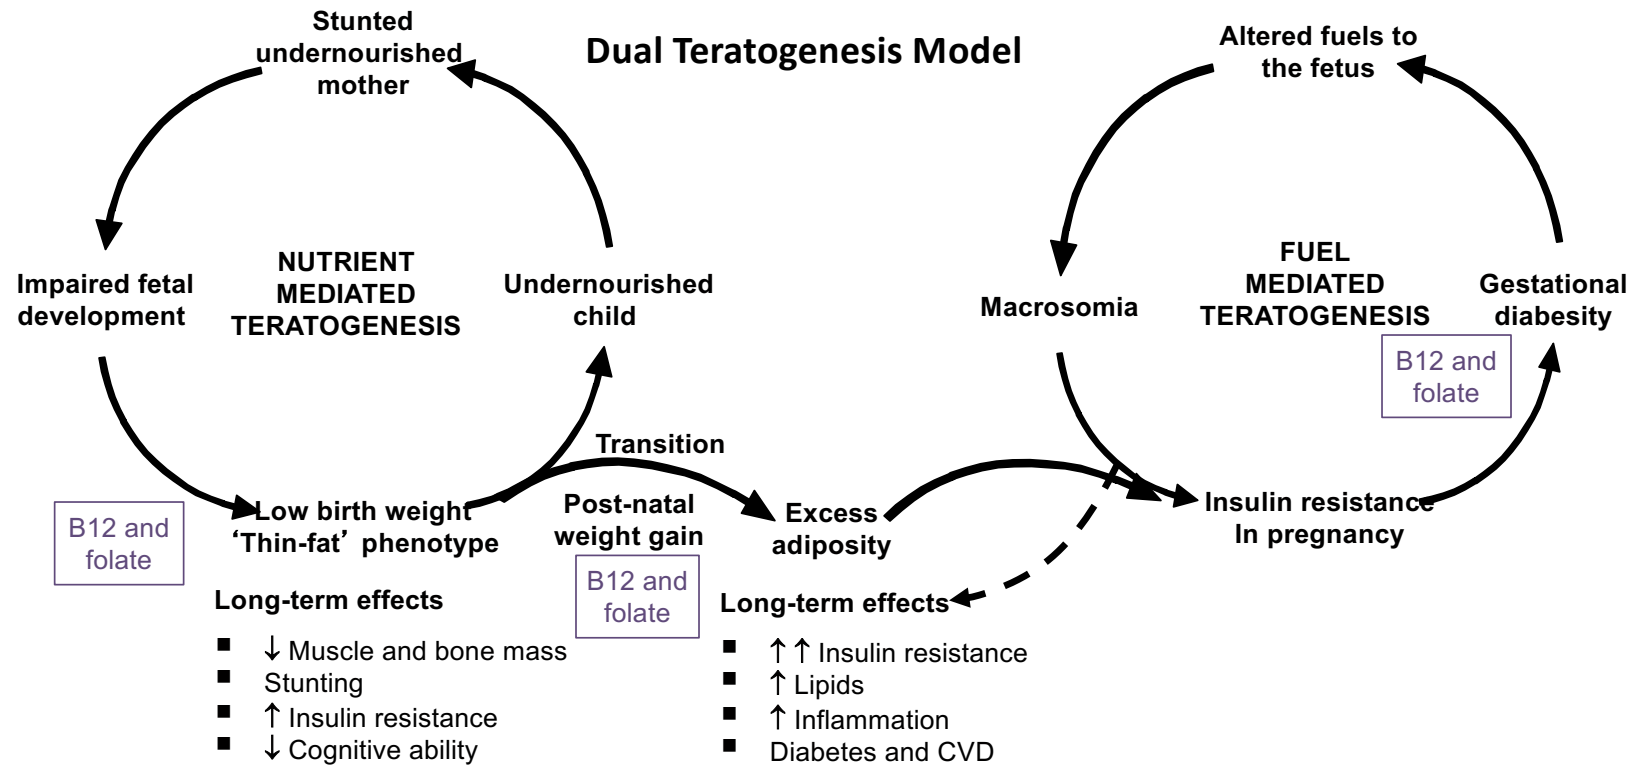 Dual Teratogenesis Model
Stunted
undernourished
mother
Impaired fetal
development
NUTRIENT
MEDIATED
TERATOGENESIS
Undernourished
child
B12 and
folate
Low birth weight
‘Thin-fat’ phenotype
Long-term effects
↓ Muscle and bone mass
Stunting
↑ Insulin resistance
↓ Cognitive ability
Transition
Post-natal
weight gain
B12 and
folate
Excess
adiposity
Long-term effects
↑↑ Insulin resistance
↑ Lipids
↑ Inflammation
Diabetes and CVD
Altered fuels to
the fetus
Macrosomia
FUEL
MEDIATED
TERATOGENESIS
Gestational
diabesity
B12 and
folate
Insulin resistance
In pregnancy